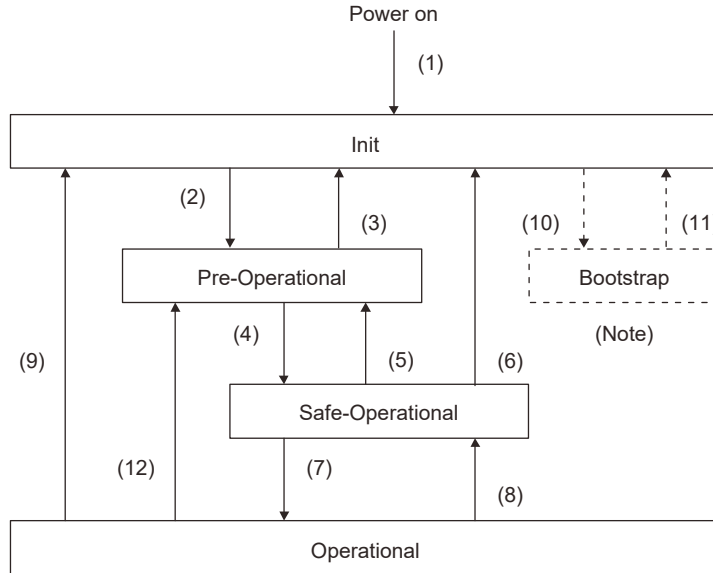 Power on
(1)
Init
(2)
(3)
(10)
(11
Pre-Operational
Bootstrap
(Note)
(4)
(5)
(6)
(9)
Safe-Operational
(12)
(7)
(8)
Operational